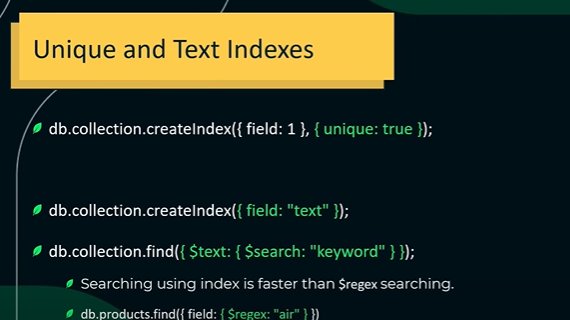 Unique and Text Indexes
db.collection.createIndex({ field: 1 }, { unique: true });
db.collection.createIndex({ field: "text" });
db.collection.find({ $text: { $search: "keyword" } });
Searching using index is faster than $regex searching.
db.products.find({ field: { $regex: "air" } })